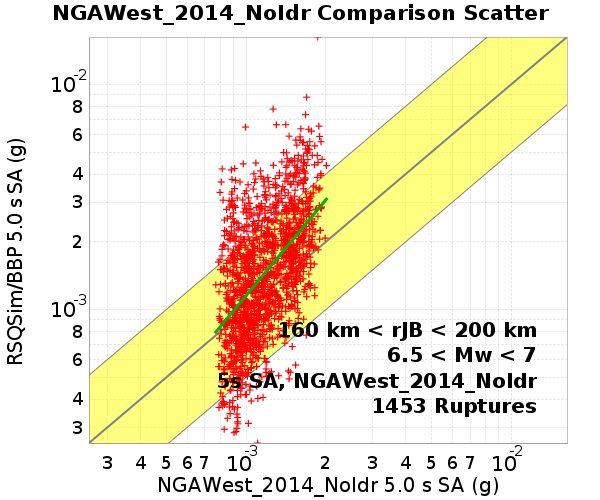 NGAWest_2014_NoIdr Comparison Scatter
RSQSim/BBP 5.0 s SA (g)
10-2
8
6
4
3
2
10-3
8
6
4
3
160 km < rJB < 200 km
6.5 < Mw < 7
5s SA, NGAWest_2014_NoIdr
1453 Ruptures
3 4 5 6 7 10-3 2 3 4 5 6 7 10-2
NGAWest_2014_NoIdr 5.0 s SA (g)